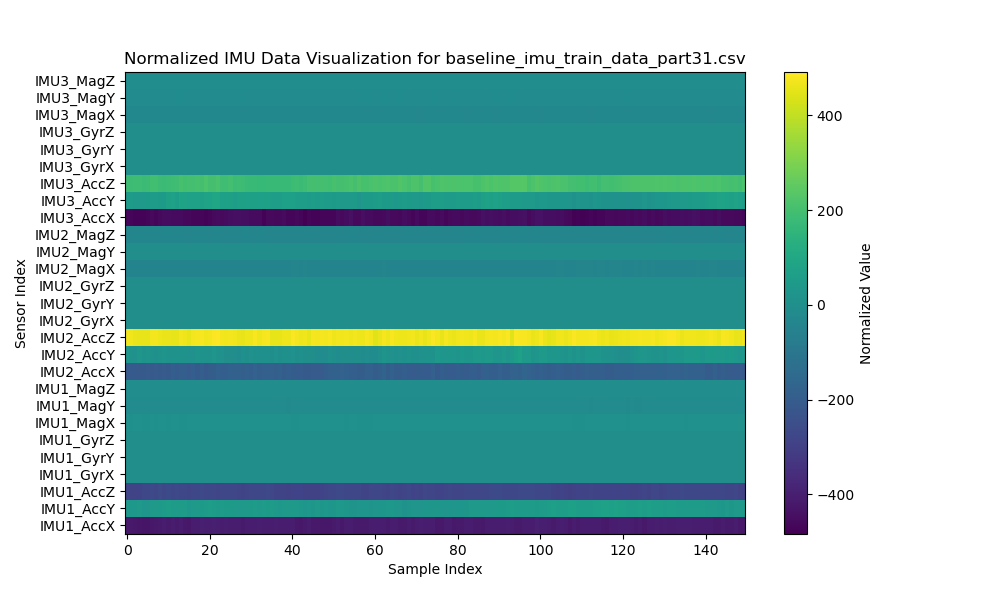 Normalized IMU Data Visualization for baseline_imu_train_data_part31.csv
IMU3_MagZ
IMU3_MagY
IMU3_MagX
IMU3_GyrZ
IMU3_GyrY
IMU3_GyrX
IMU3_AccZ
IMU3_AccY
IMU3_AccX
IMU2_MagZ
IMU2_MagY
IMU2_MagX
IMU2_GyrZ
IMU2_GyrY
IMU2_GyrX
IMU2_AccZ
IMU2_AccY
IMU2_AccX
IMU1_MagZ
IMU1_MagY
IMU1_MagX
IMU1_GyrZ
IMU1_GyrY
IMU1_GyrX
IMU1_AccZ
IMU1_AccY
IMU1_AccX
Sensor Index
0 20 40 60 80 100 120 140
Sample Index
400
200
0
−200
−400
Normalized Value